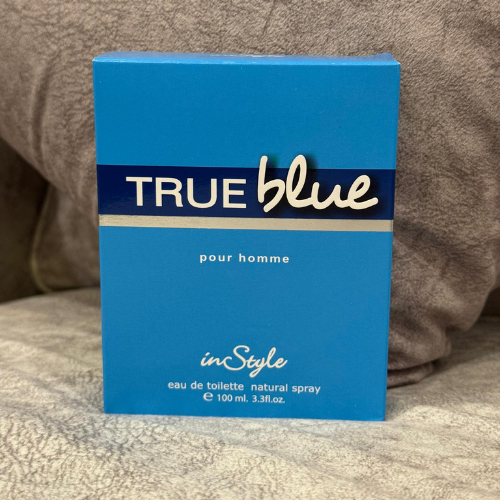 TRUE blue
pour homme
inStyle
eau de toilette natural spray
℮ 100 ml. 3.3fl.oz.